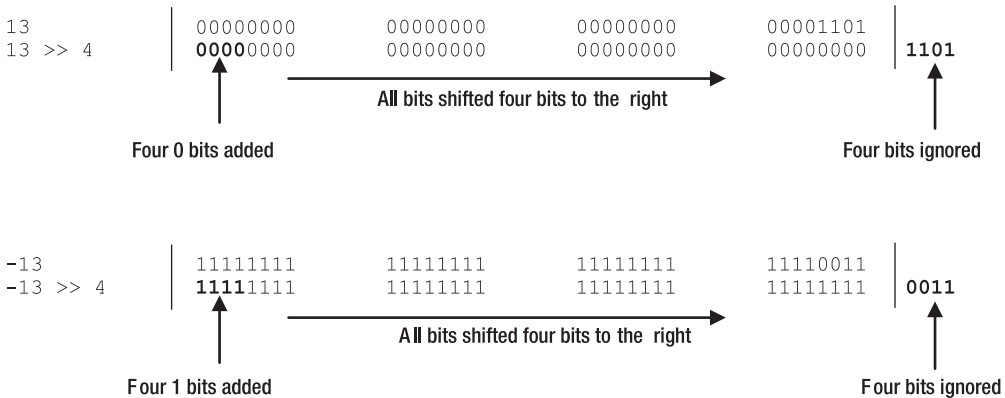 13 00000000 00000000 00000000 00001101
13 >> 4 00000000 00000000 00000000 00000000 1101
All bits shifted four bits to the right
Four 0 bits added Four bits ignored
-13 11111111 11111111 11111111 11110011
-13 >> 4 11111111 11111111 11111111 11111111 0011
All bits shifted four bits to the right
Four 1 bits added Four bits ignored